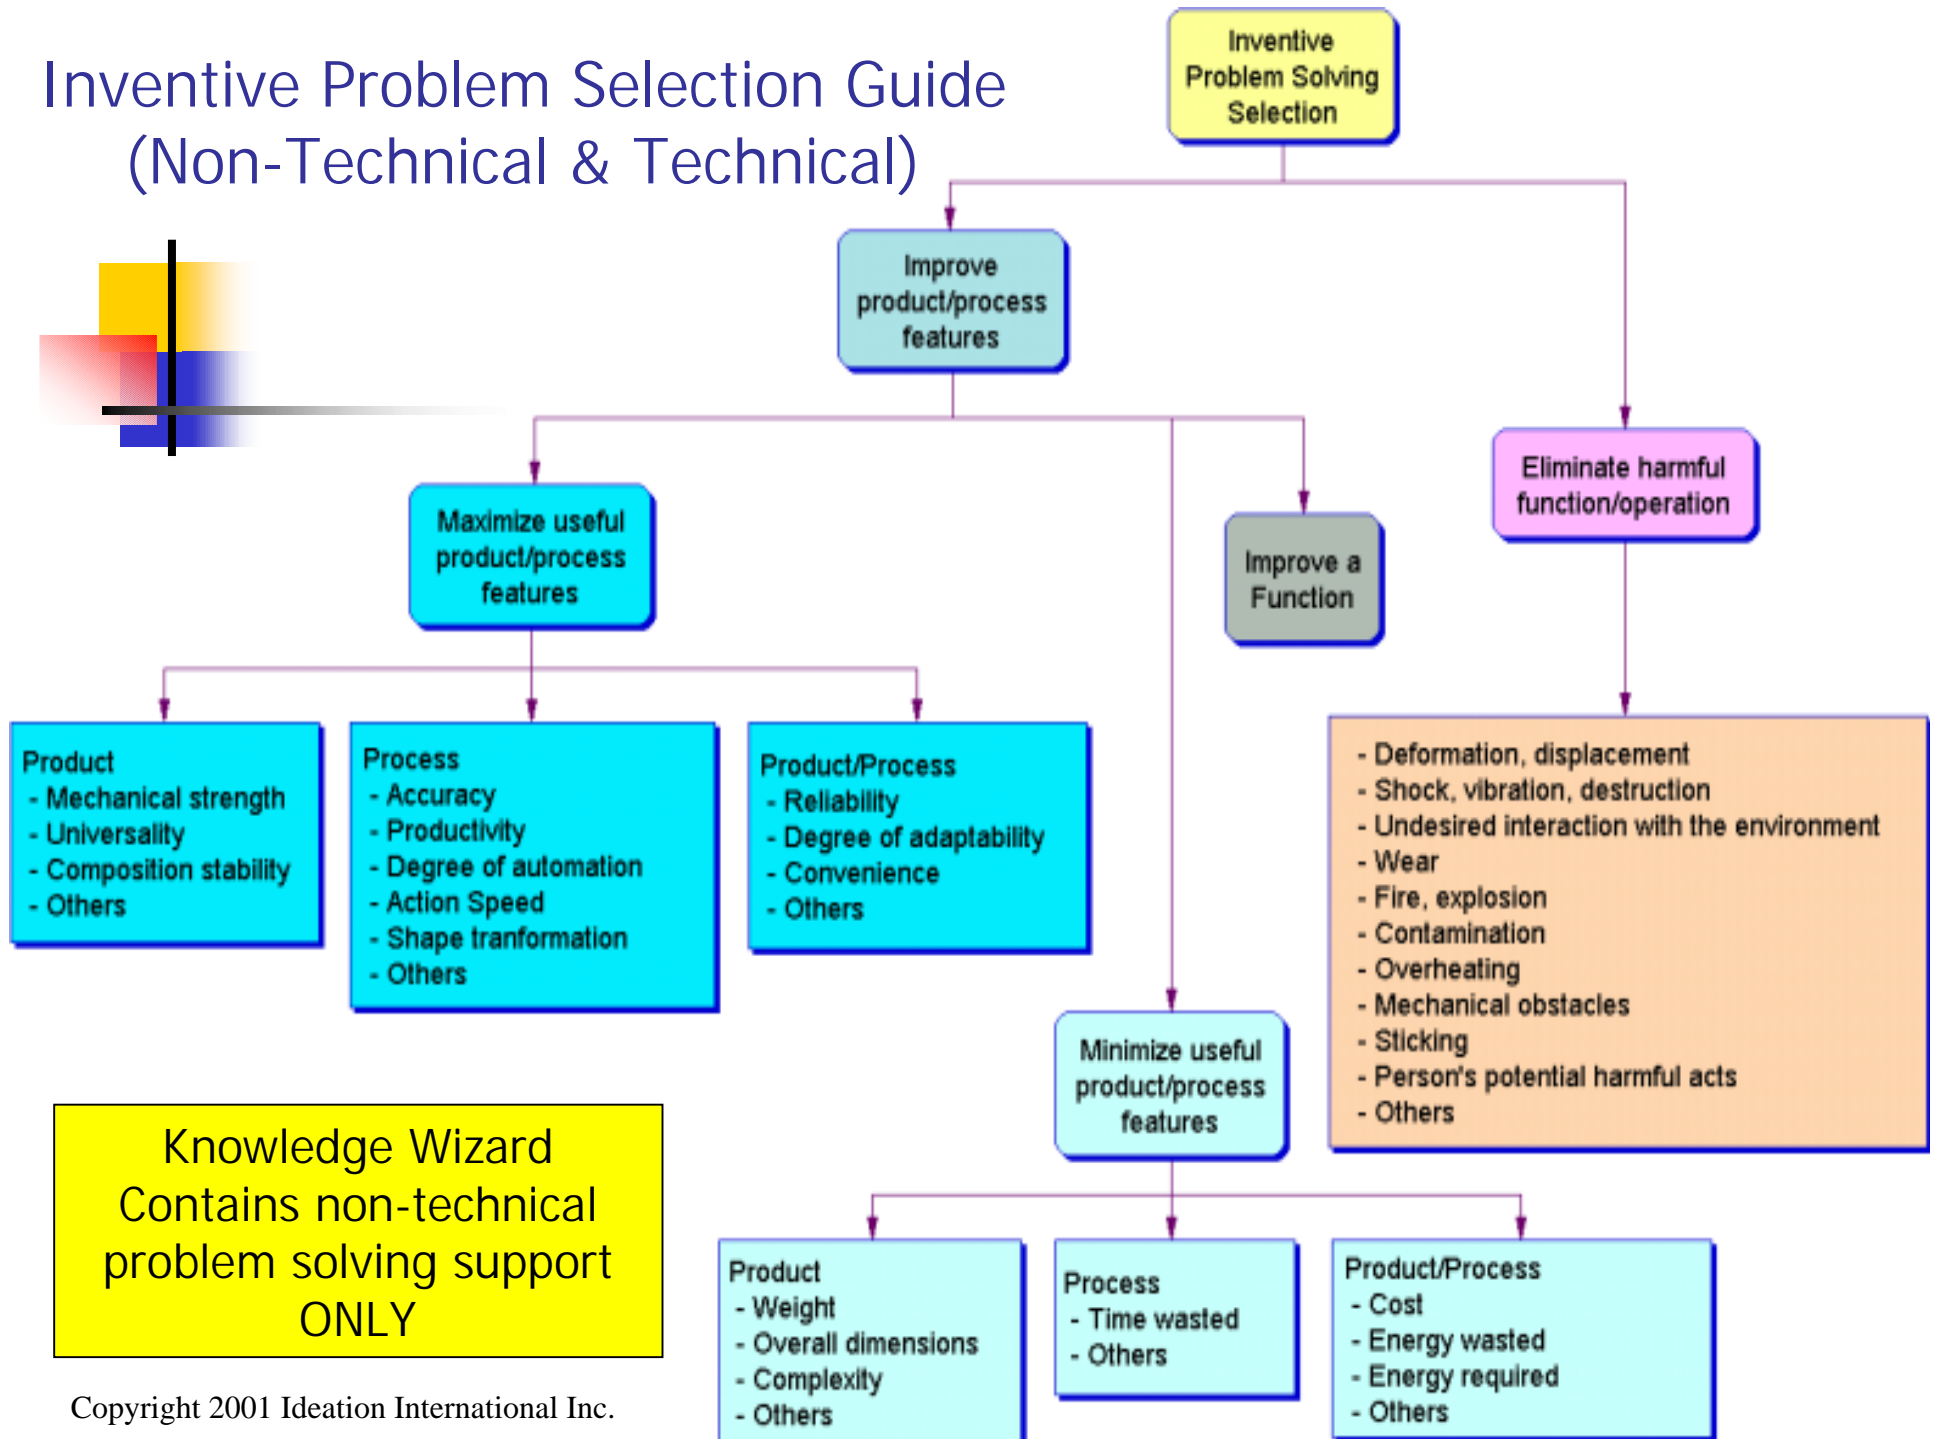 Inventive Problem Selection Guide
(Non-Technical & Technical)
Inventive
Problem Solving
Selection
Improve
product/process
features
Eliminate harmful
function/operation
Maximize useful
product/process
features
Improve a
Function
Product
- Mechanical strength
- Universality
- Composition stability
- Others
Process
- Accuracy
- Productivity
- Degree of automation
- Action Speed
- Shape tranformation
- Others
Product/Process
- Reliability
- Degree of adaptability
- Convenience
- Others
- Deformation, displacement
- Shock, vibration, destruction
- Undesired interaction with the environment
- Wear
- Fire, explosion
- Contamination
- Overheating
- Mechanical obstacles
- Sticking
- Person's potential harmful acts
- Others
Minimize useful
product/process
features
Knowledge Wizard
Contains non-technical
problem solving support
ONLY
Product
- Weight
- Overall dimensions
- Complexity
- Others
Process
- Time wasted
- Others
Product/Process
- Cost
- Energy wasted
- Energy required
- Others
Copyright 2001 Ideation International Inc.